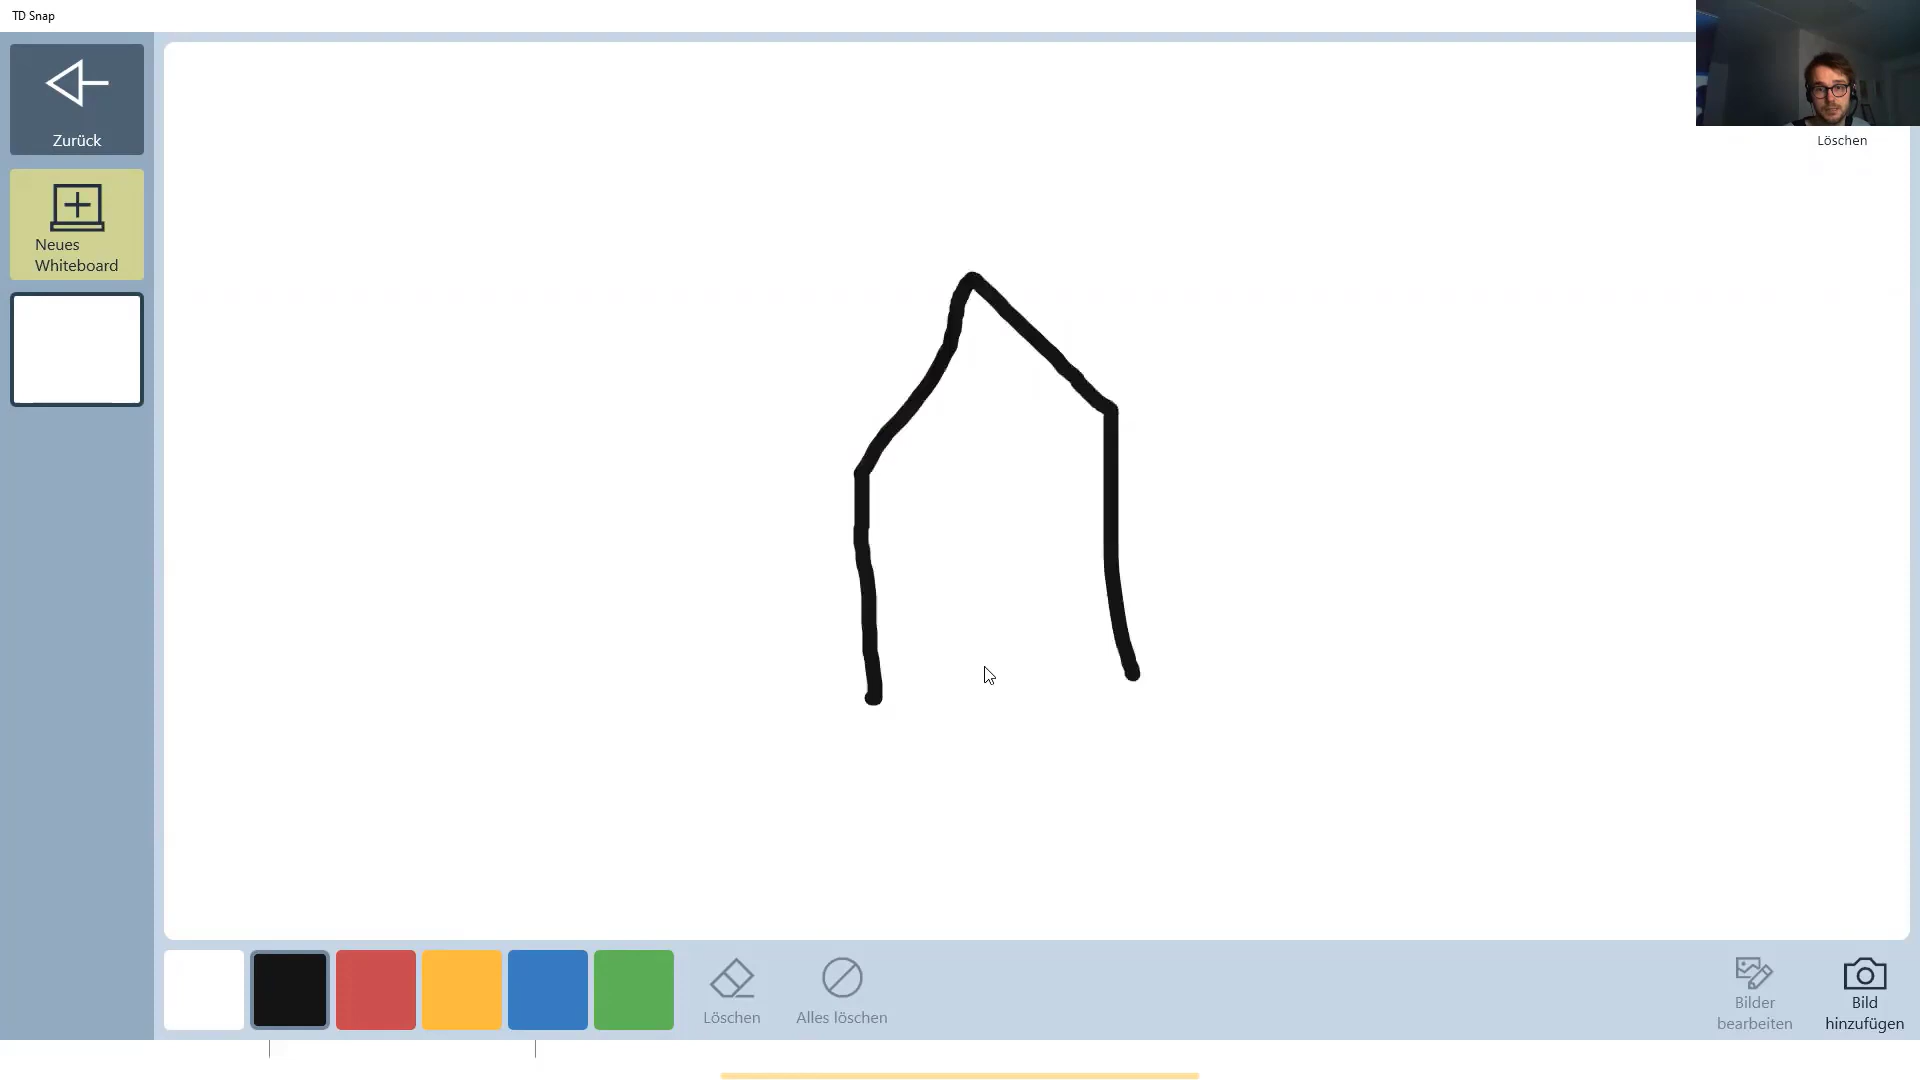 TD Snap
Zurück
Löschen
Neues
Whiteboard
Löschen
Alles löschen
Bilder
bearbeiten
Bild
hinzufügen